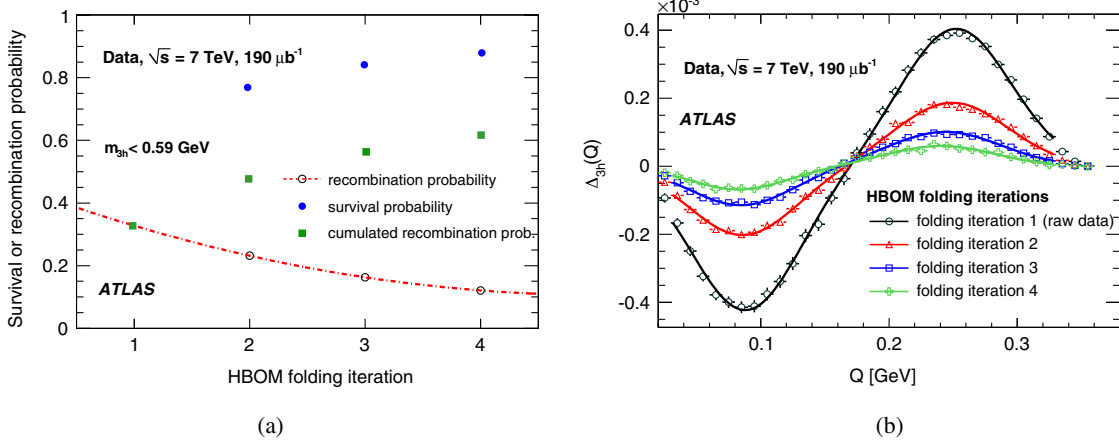 Survival or recombination probability
1
0.8
0.6
0.4
0.2
0
Data, √s = 7 TeV, 190 μb⁻¹
m3h< 0.59 GeV
recombination probability
survival probability
cumulated recombination prob.
ATLAS
1 2 3 4
HBOM folding iteration
(a)
×10⁻³
Δ3h(Q)
0.4
0.2
0
-0.2
-0.4
Data, √s = 7 TeV, 190 μb⁻¹
ATLAS
HBOM folding iterations
folding iteration 1 (raw data)
folding iteration 2
folding iteration 3
folding iteration 4
0.1 0.2 0.3
Q [GeV]
(b)